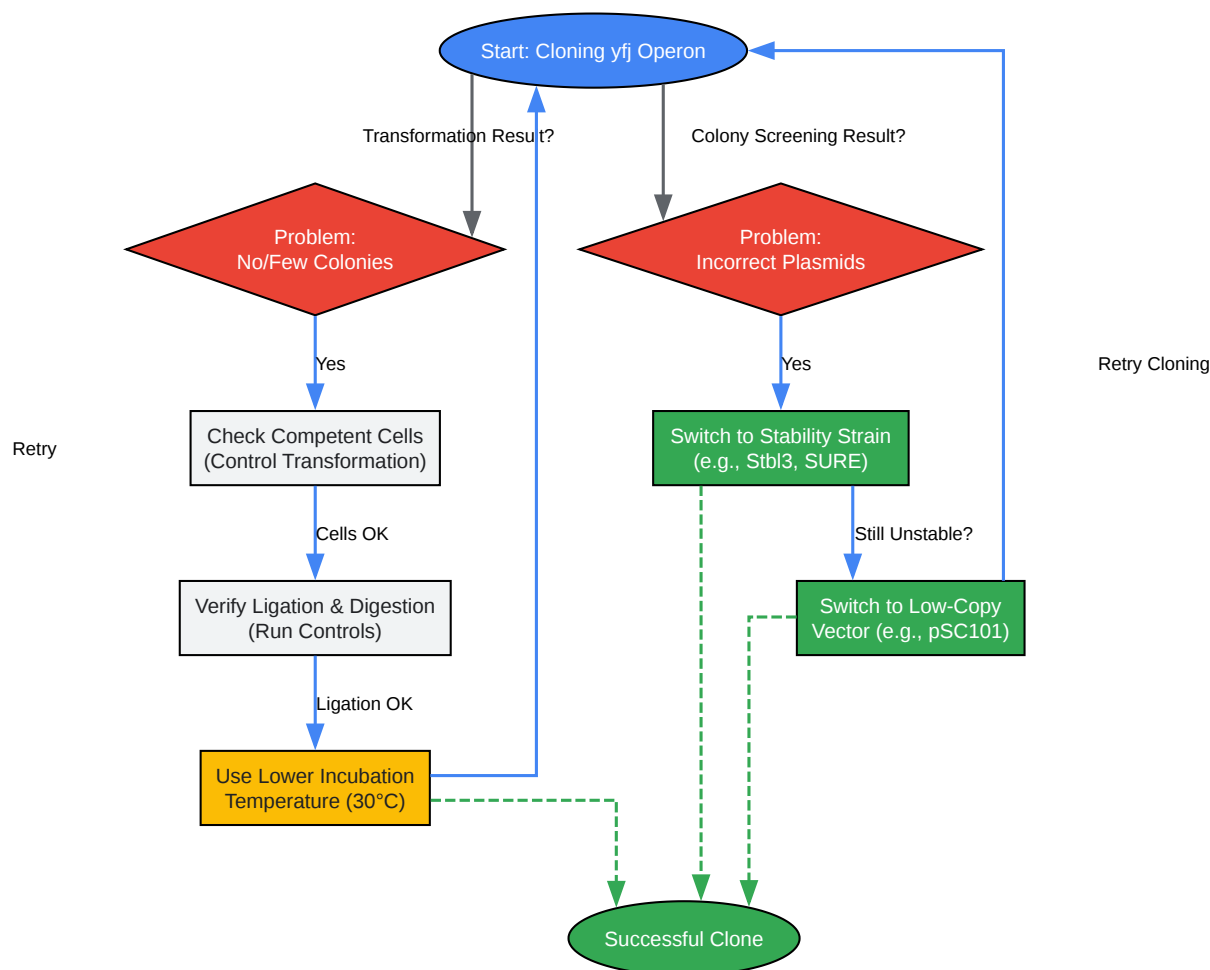 Start: Cloning yfj Operon
Transformation Result?
Colony Screening Result?
Problem:
No/Few Colonies
Problem:
Incorrect Plasmids
Yes
Yes
Retry Cloning
Check Competent Cells
(Control Transformation)
Switch to Stability Strain
(e.g., Stbl3, SURE)
Retry
Cells OK
Still Unstable?
Verify Ligation & Digestion
(Run Controls)
Switch to Low-Copy
Vector (e.g., pSC101)
Ligation OK
Use Lower Incubation
Temperature (30°C)
Successful Clone